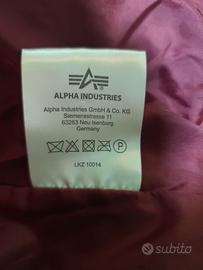 ALPHA INDUSTRIES
Alpha Industries GmbH & Co. KG
Siemensstrasse 11
63263 Neu Isenburg
Germany
P
LKZ 10014
subito